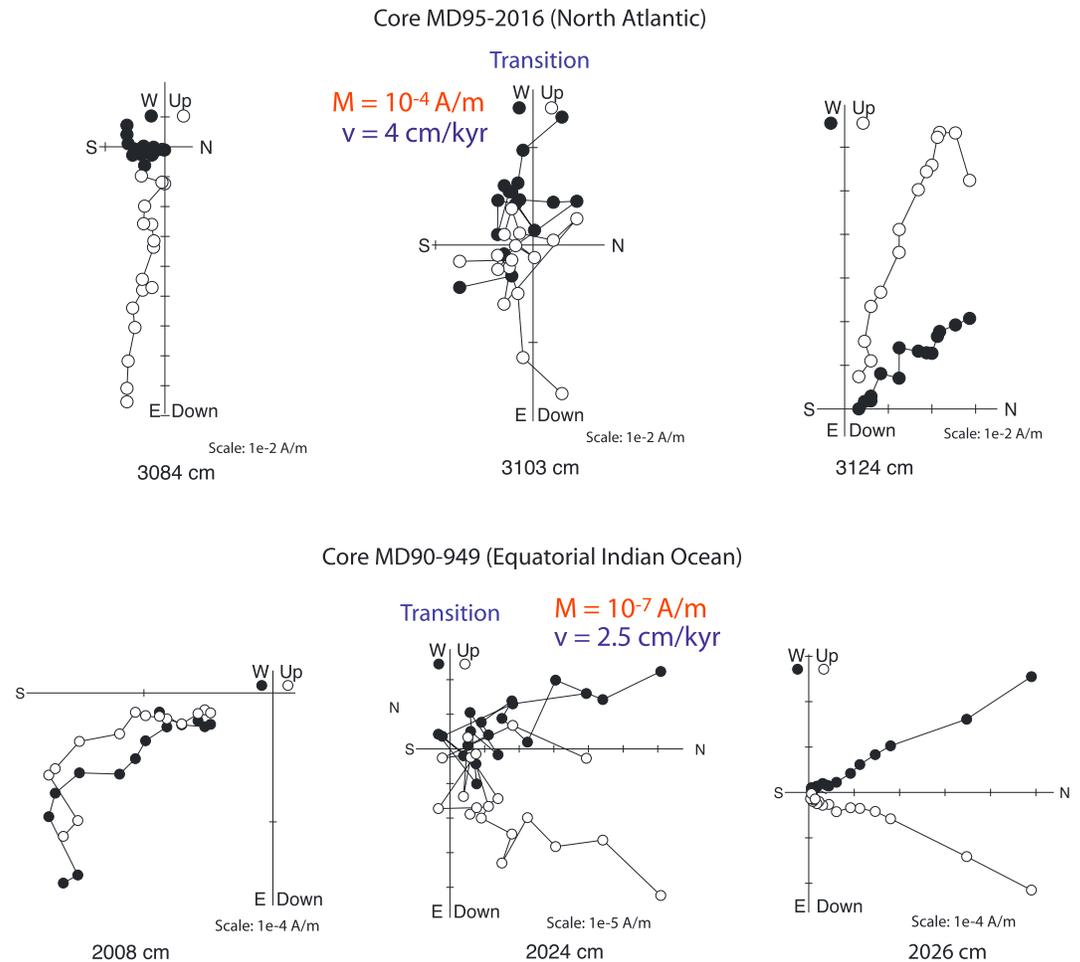 Core MD95-2016 (North Atlantic)
Transition
M = 10-4 A/m
v = 4 cm/kyr
W Up
S N
E Down
Scale: 1e-2 A/m
3084 cm
W Up
S N
E Down
Scale: 1e-2 A/m
3103 cm
W Up
S N
E Down
Scale: 1e-2 A/m
3124 cm
Core MD90-949 (Equatorial Indian Ocean)
Transition
M = 10-7 A/m
v = 2.5 cm/kyr
W Up
S
E Down
Scale: 1e-4 A/m
2008 cm
W Up
N
S N
E Down
Scale: 1e-5 A/m
2024 cm
W Up
S N
E Down
Scale: 1e-4 A/m
2026 cm